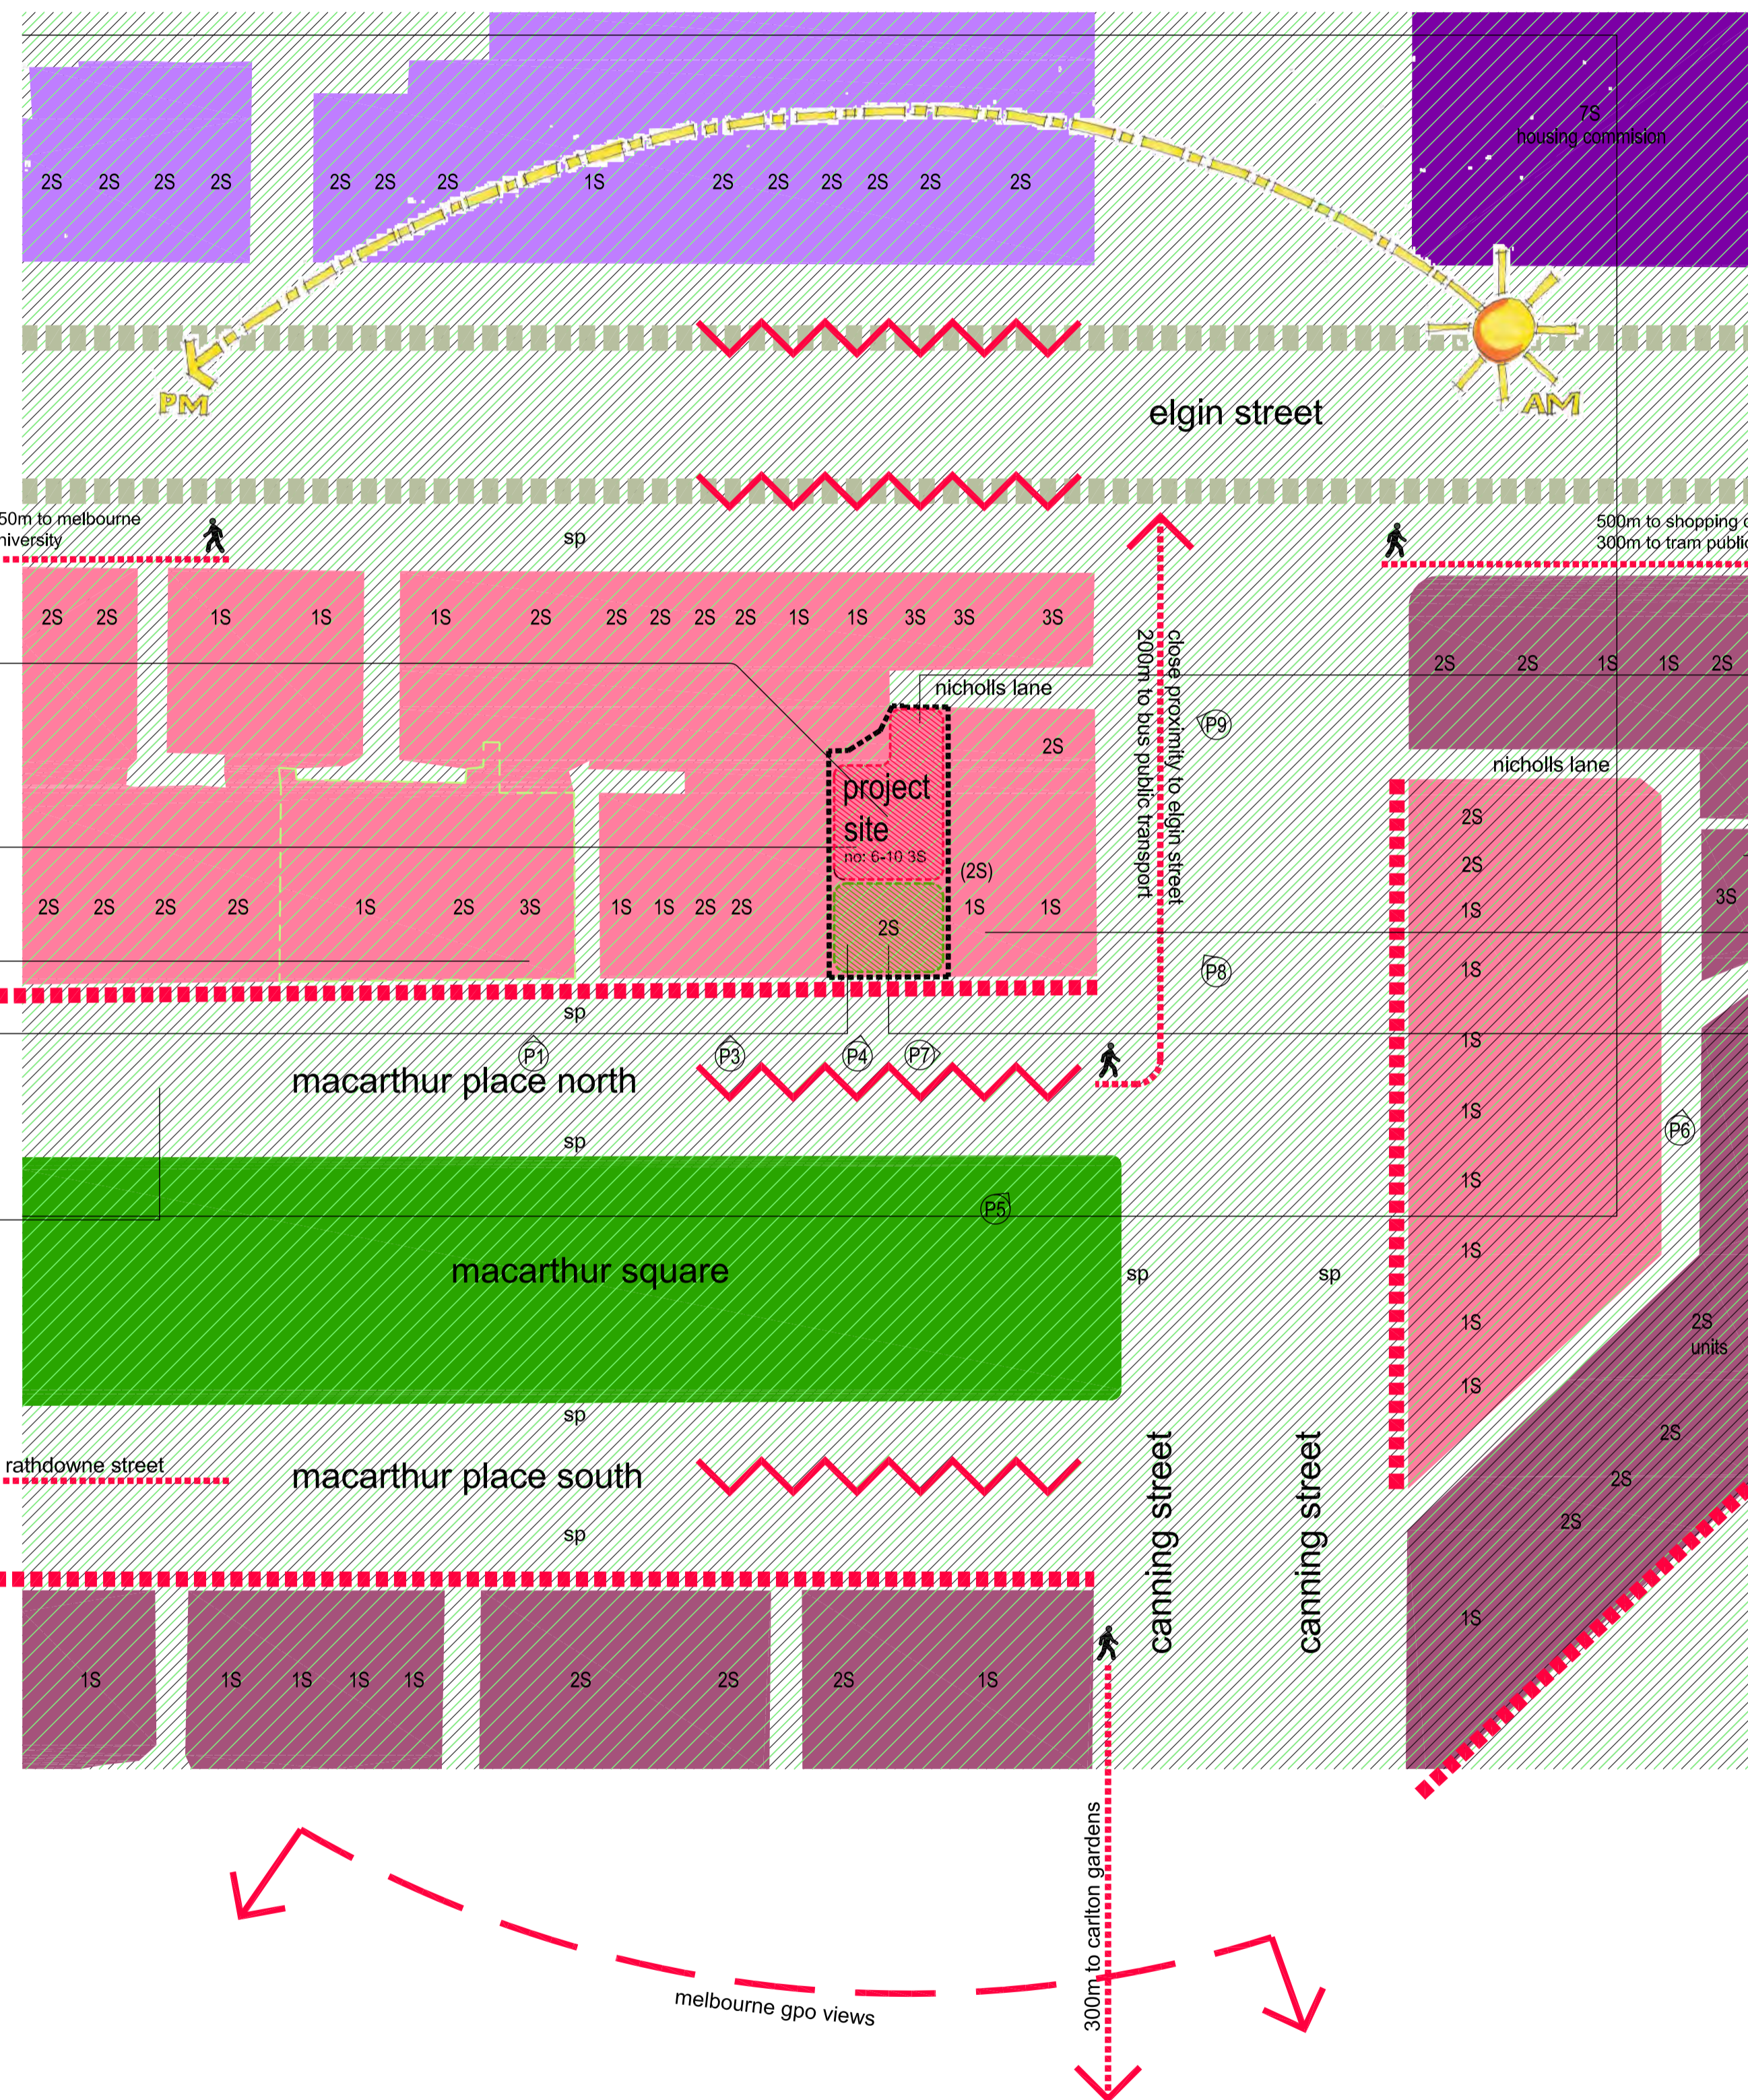 7S
housing commision
2S 2S 2S 2S 2S 2S 2S 1S 2S 2S 2S 2S 2S 2S
PM
AM
elgin street
50m to melbourne
niversity
sp
500m to shopping
300m to tram public
2S 2S 1S 1S 1S 2S 2S 2S 2S 2S 1S 1S 3S 3S 3S
close proximity to elgin street
200m to bus public transport
2S 2S 1S 1S 2S
nicholls lane
P9
2S
nicholls lane
project
site
no: 6-10 3S
(2S)
2S
2S
1S
1S
1S
1S
1S
1S
1S
1S
3S
2S 2S 2S 2S 1S 2S 3S 1S 1S 2S 2S 2S 1S 1S
P8
sp
P1 P3 P4 P7
macarthur place north
P6
sp
P5
macarthur square
sp sp
2S
units
1S
sp
2S
rathdowne street
macarthur place south
2S
2S
sp
canning street
canning street
1S
1S 1S 1S 1S 1S 2S 2S 2S 1S
300m to carlton gardens
melbourne gpo views